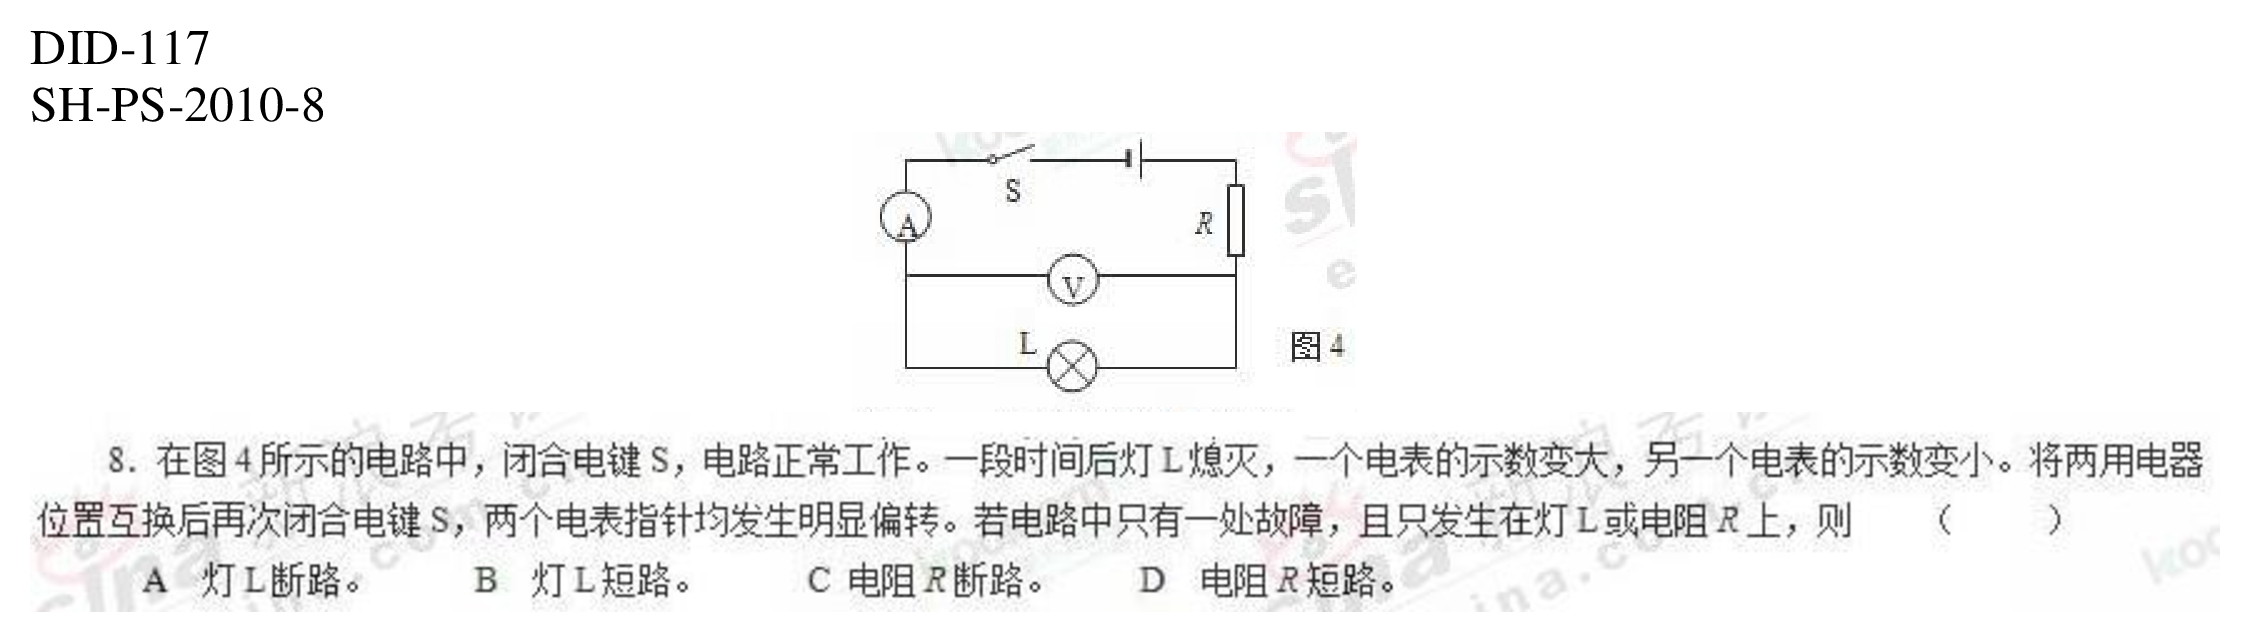 DID-117
SH-PS-2010-8
S
A
R
V
L
图 4
8. 在图 4 所示的电路中，闭合电键 S，电路正常工作。一段时间后灯 L 熄灭，一个电表的示数变大，另一个电表的示数变小。将两用电器
位置互换后再次闭合电键 S，两个电表指针均发生明显偏转。若电路中只有一处故障，且只发生在灯 L 或电阻 R 上，则 （ ）
A 灯 L 断路。 B 灯 L 短路。 C 电阻 R 断路。 D 电阻 R 短路。